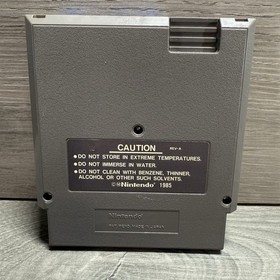 CAUTION
REV-A
•DO NOT STORE IN EXTREME TEMPERATURES.
•DO NOT IMMERSE IN WATER.
•DO NOT CLEAN WITH BENZENE, THINNER,
ALCOHOL OR OTHER SUCH SOLVENTS.
©Nintendo 1985
Nintendo